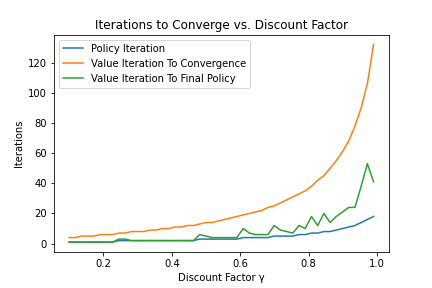 Iterations to Converge vs. Discount Factor
Policy Iteration
Value Iteration To Convergence
Value Iteration To Final Policy
Iterations
120
100
80
60
40
20
0
0.2 0.4 0.6 0.8 1.0
Discount Factor γ